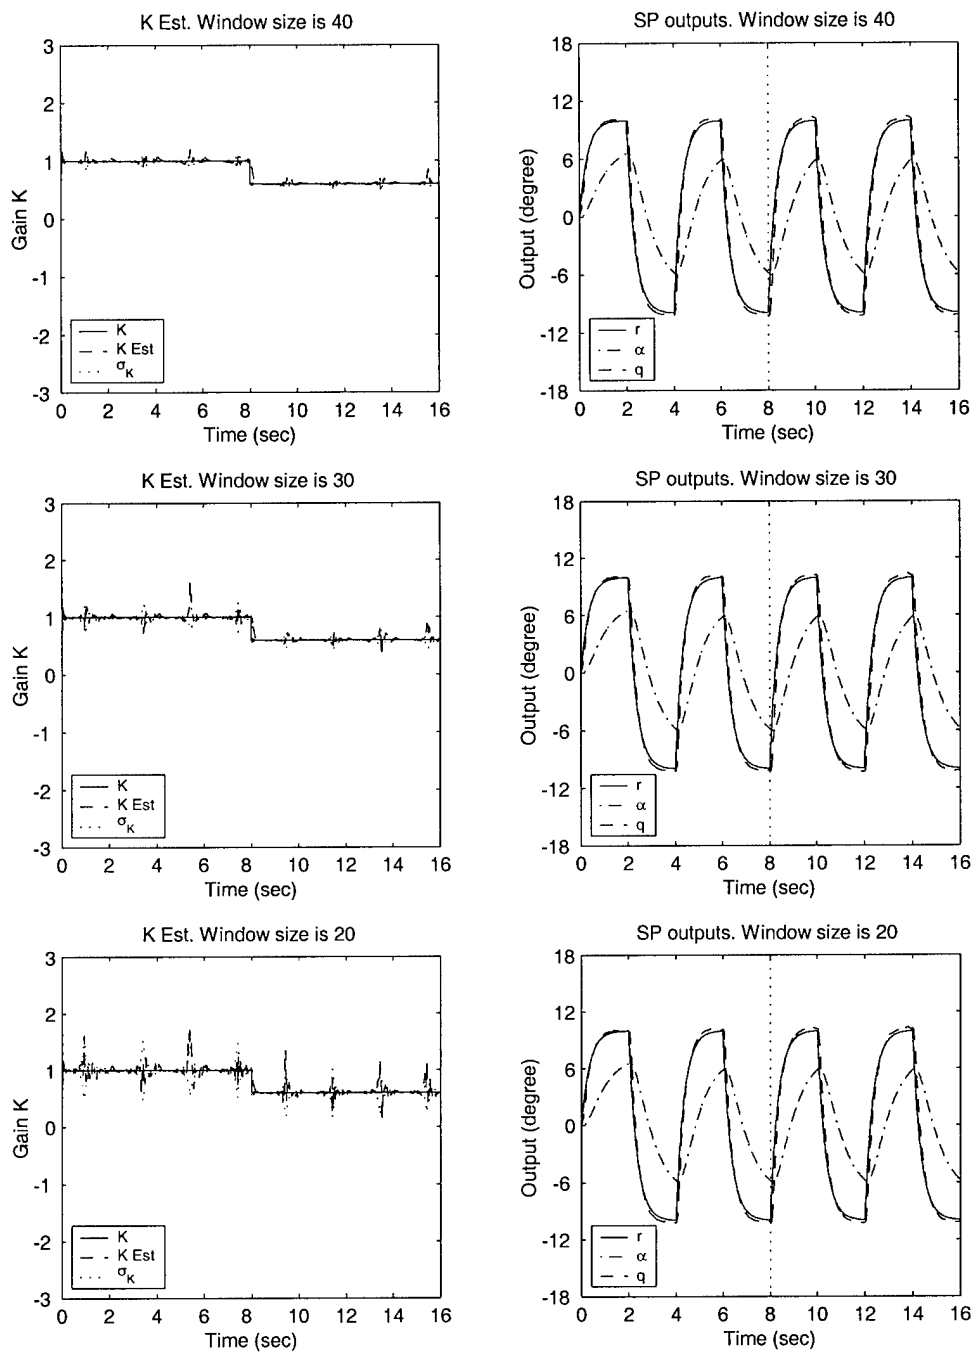 K Est. Window size is 40
3
2
1
0
-1
-2
-3
Gain K
K
K Est
σK
0 2 4 6 8 10 12 14 16
Time (sec)
SP outputs. Window size is 40
18
12
6
0
-6
-12
-18
Output (degree)
r
α
q
0 2 4 6 8 10 12 14 16
Time (sec)
K Est. Window size is 30
3
2
1
0
-1
-2
-3
Gain K
K
K Est
σK
0 2 4 6 8 10 12 14 16
Time (sec)
SP outputs. Window size is 30
18
12
6
0
-6
-12
-18
Output (degree)
r
α
q
0 2 4 6 8 10 12 14 16
Time (sec)
K Est. Window size is 20
3
2
1
0
-1
-2
-3
Gain K
K
K Est
σK
0 2 4 6 8 10 12 14 16
Time (sec)
SP outputs. Window size is 20
18
12
6
0
-6
-12
-18
Output (degree)
r
α
q
0 2 4 6 8 10 12 14 16
Time (sec)